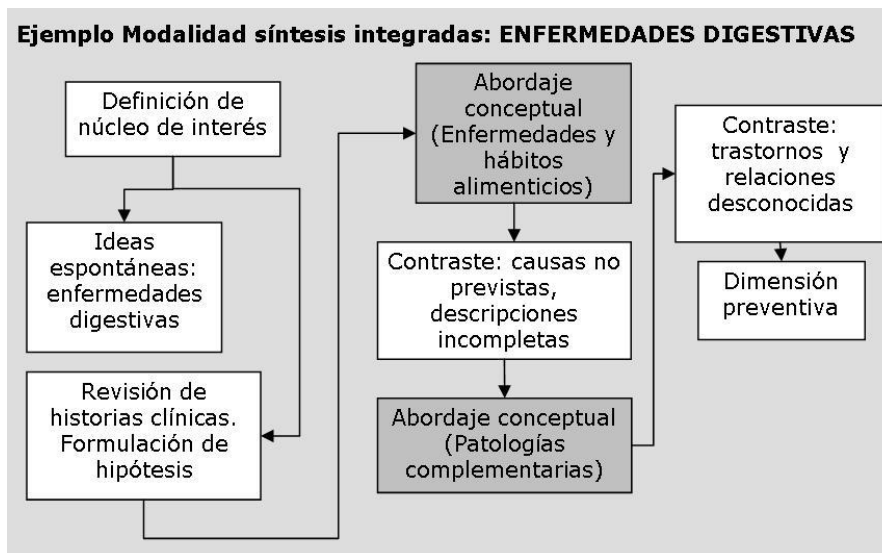 Ejemplo Modalidad síntesis integradas: ENFERMEDADES DIGESTIVAS
Definición de
núcleo de interés
Ideas
espontáneas:
enfermedades
digestivas
Revisión de
historias clínicas.
Formulación de
hipótesis
Abordaje
conceptual
(Enfermedades y
hábitos
alimenticios)
Contraste: causas no
previstas,
descripciones
incompletas
Abordaje conceptual
(Patologías
complementarias)
Contraste:
trastornos y
relaciones
desconocidas
Dimensión
preventiva